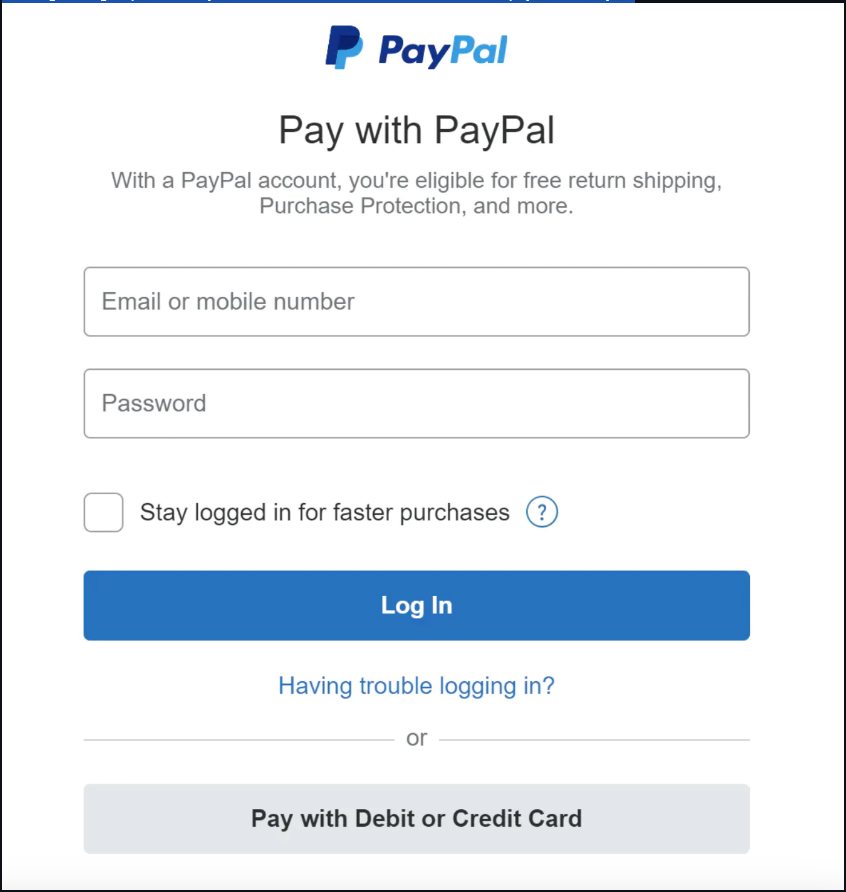 PayPal
Pay with PayPal
With a PayPal account, you're eligible for free return shipping,
Purchase Protection, and more.
Email or mobile number
Password
Stay logged in for faster purchases ?
Log In
Having trouble logging in?
or
Pay with Debit or Credit Card